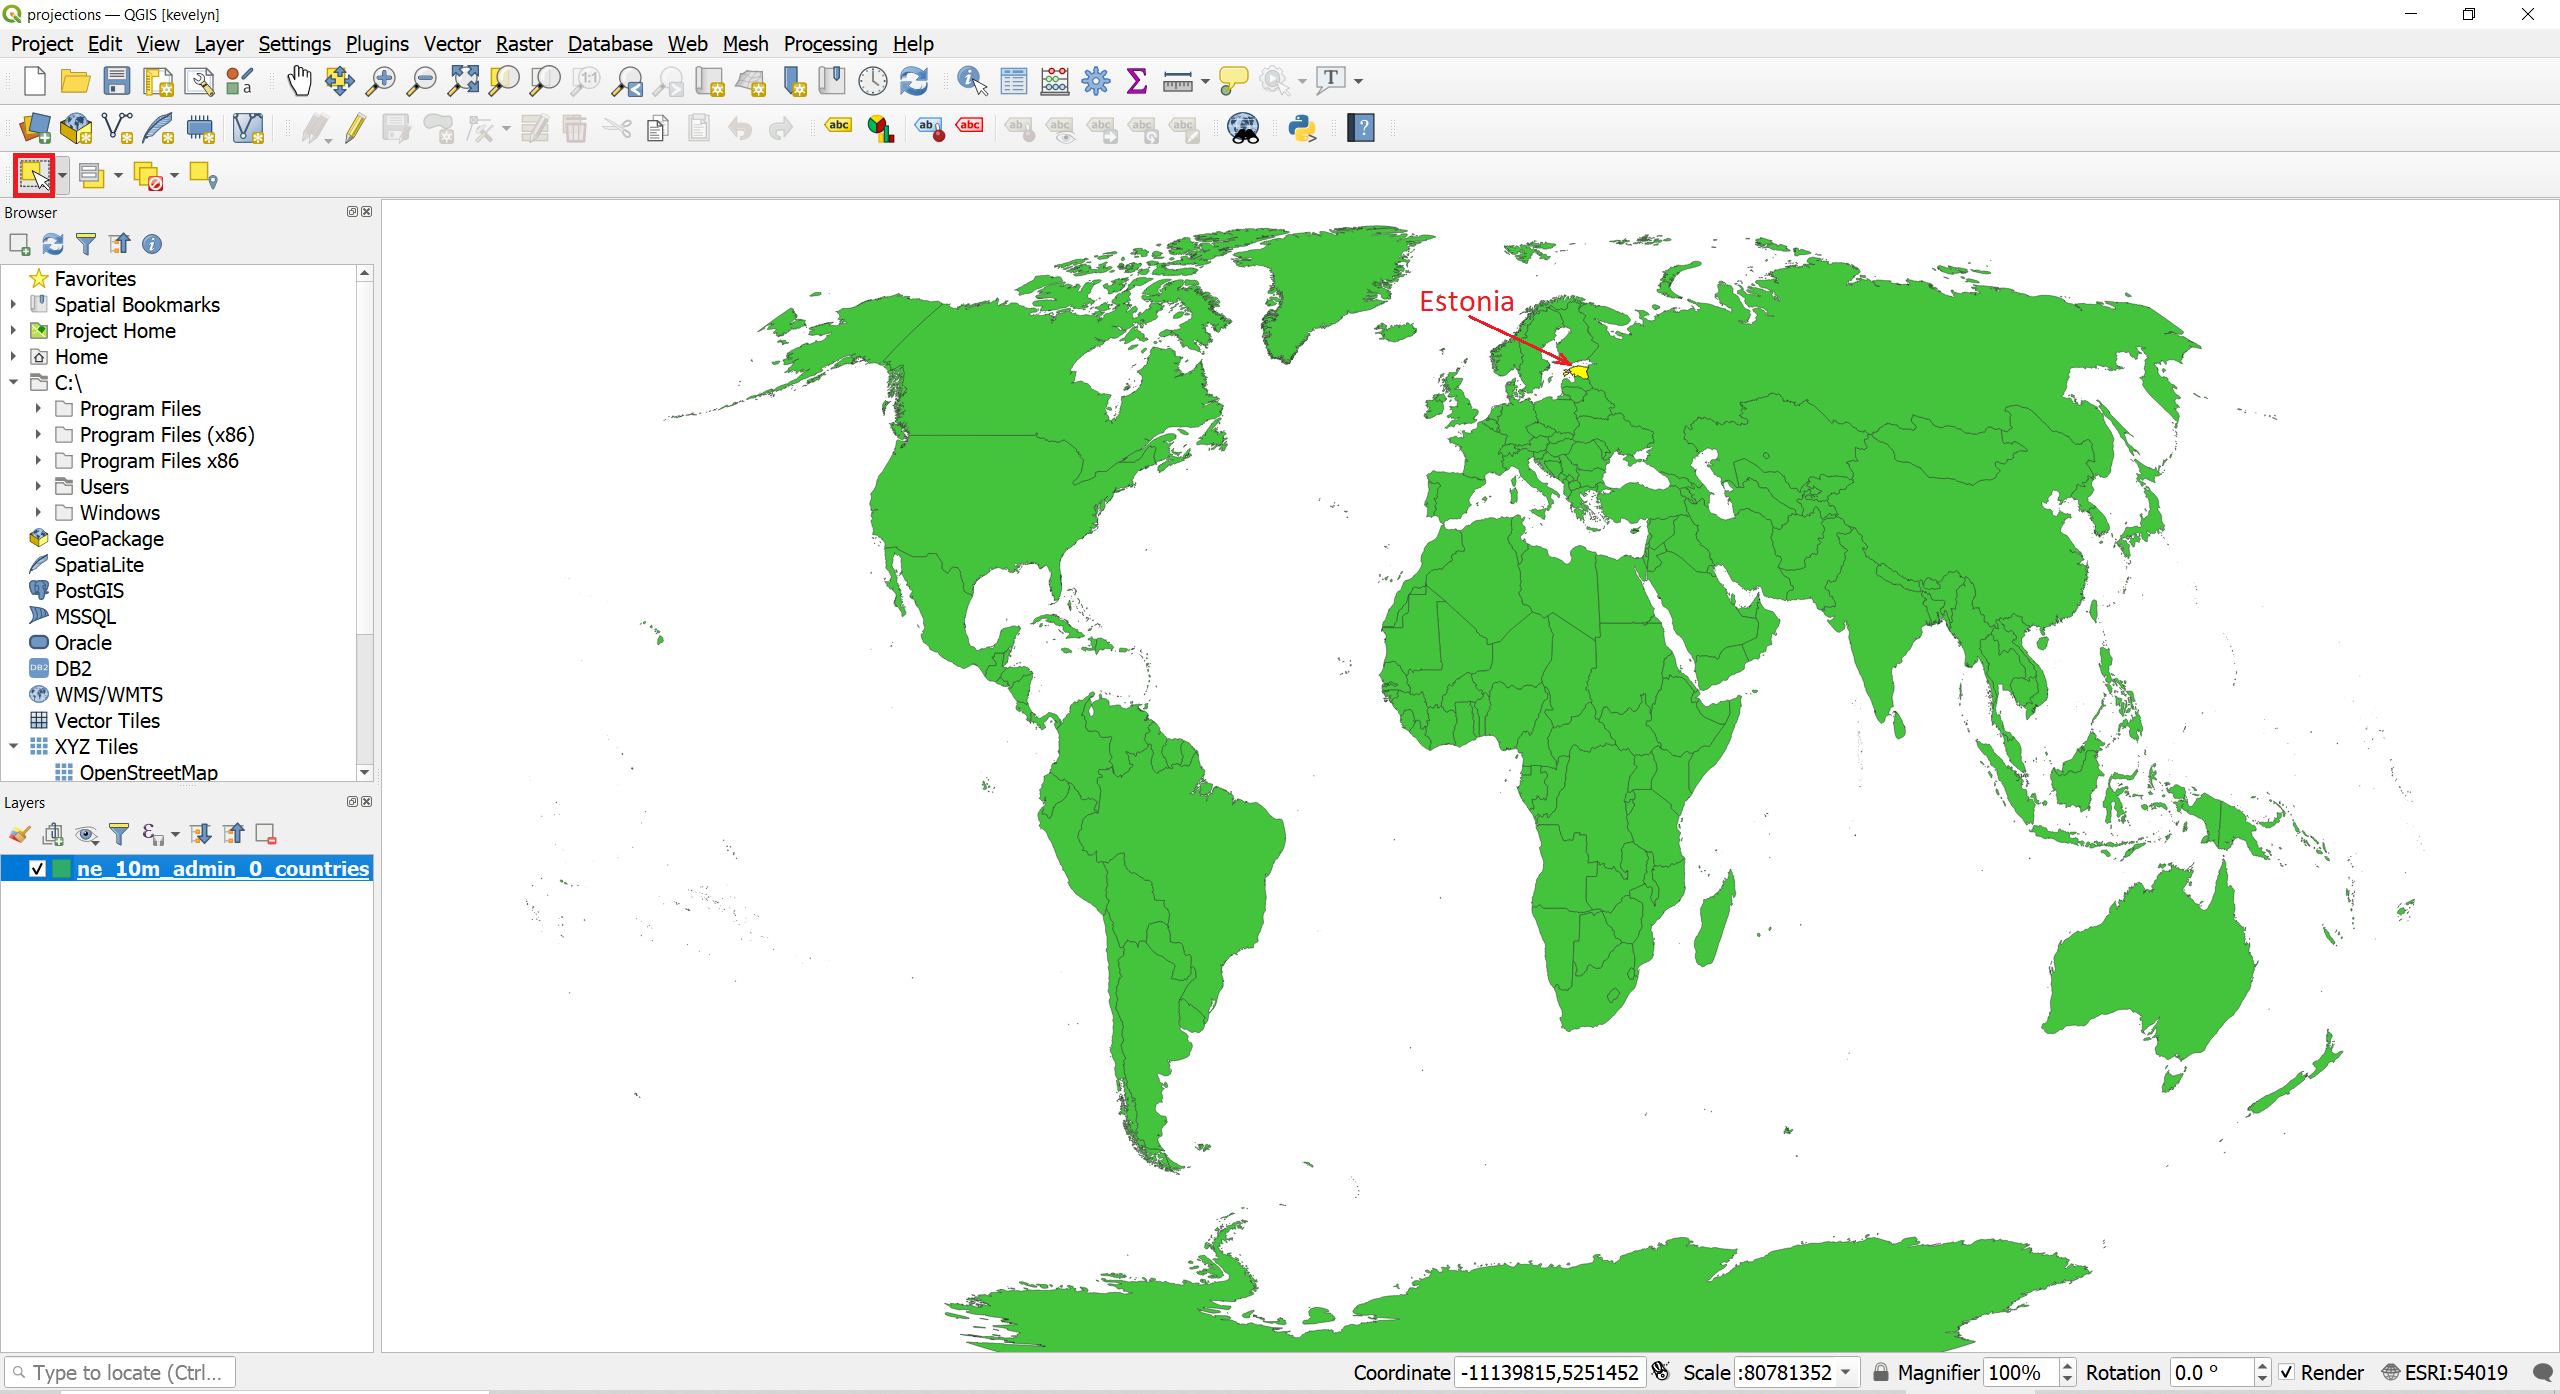 projections — QGIS [kevelyn]
Project Edit View Layer Settings Plugins Vector Raster Database Web Mesh Processing Help
Browser
Favorites
Spatial Bookmarks
Project Home
Home
C:\
Program Files
Program Files (x86)
Program Files x86
Users
Windows
GeoPackage
SpatiaLite
PostGIS
MSSQL
Oracle
DB2
WMS/WMTS
Vector Tiles
XYZ Tiles
OpenStreetMap
Layers
ne_10m_admin_0_countries
Estonia
Type to locate (Ctrl...
Coordinate -11139815,5251452 Scale :80781352 Magnifier 100% Rotation 0.0 ° Render ESRI:54019